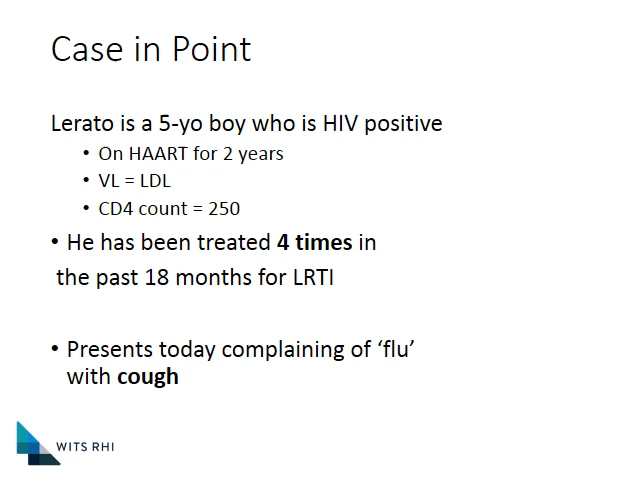 Case in Point
Lerato is a 5-yo boy who is HIV positive
• On HAART for 2 years
• VL = LDL
• CD4 count = 250
• He has been treated 4 times in
the past 18 months for LRTI
• Presents today complaining of ‘flu’
with cough
WITS RHI